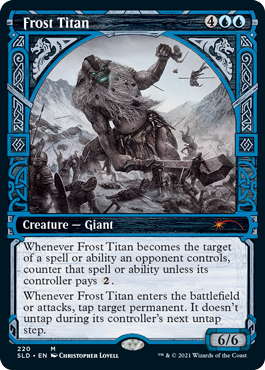 Frost Titan 4
Creature — Giant
Whenever Frost Titan becomes the target
of a spell or ability an opponent controls,
counter that spell or ability unless its
controller pays 2.
Whenever Frost Titan enters the battlefield
or attacks, tap target permanent. It doesn't
untap during its controller's next untap
step.
6/6
220 M
SLD • EN Christopher Lovell
™ & © 2021 Wizards of the Coast